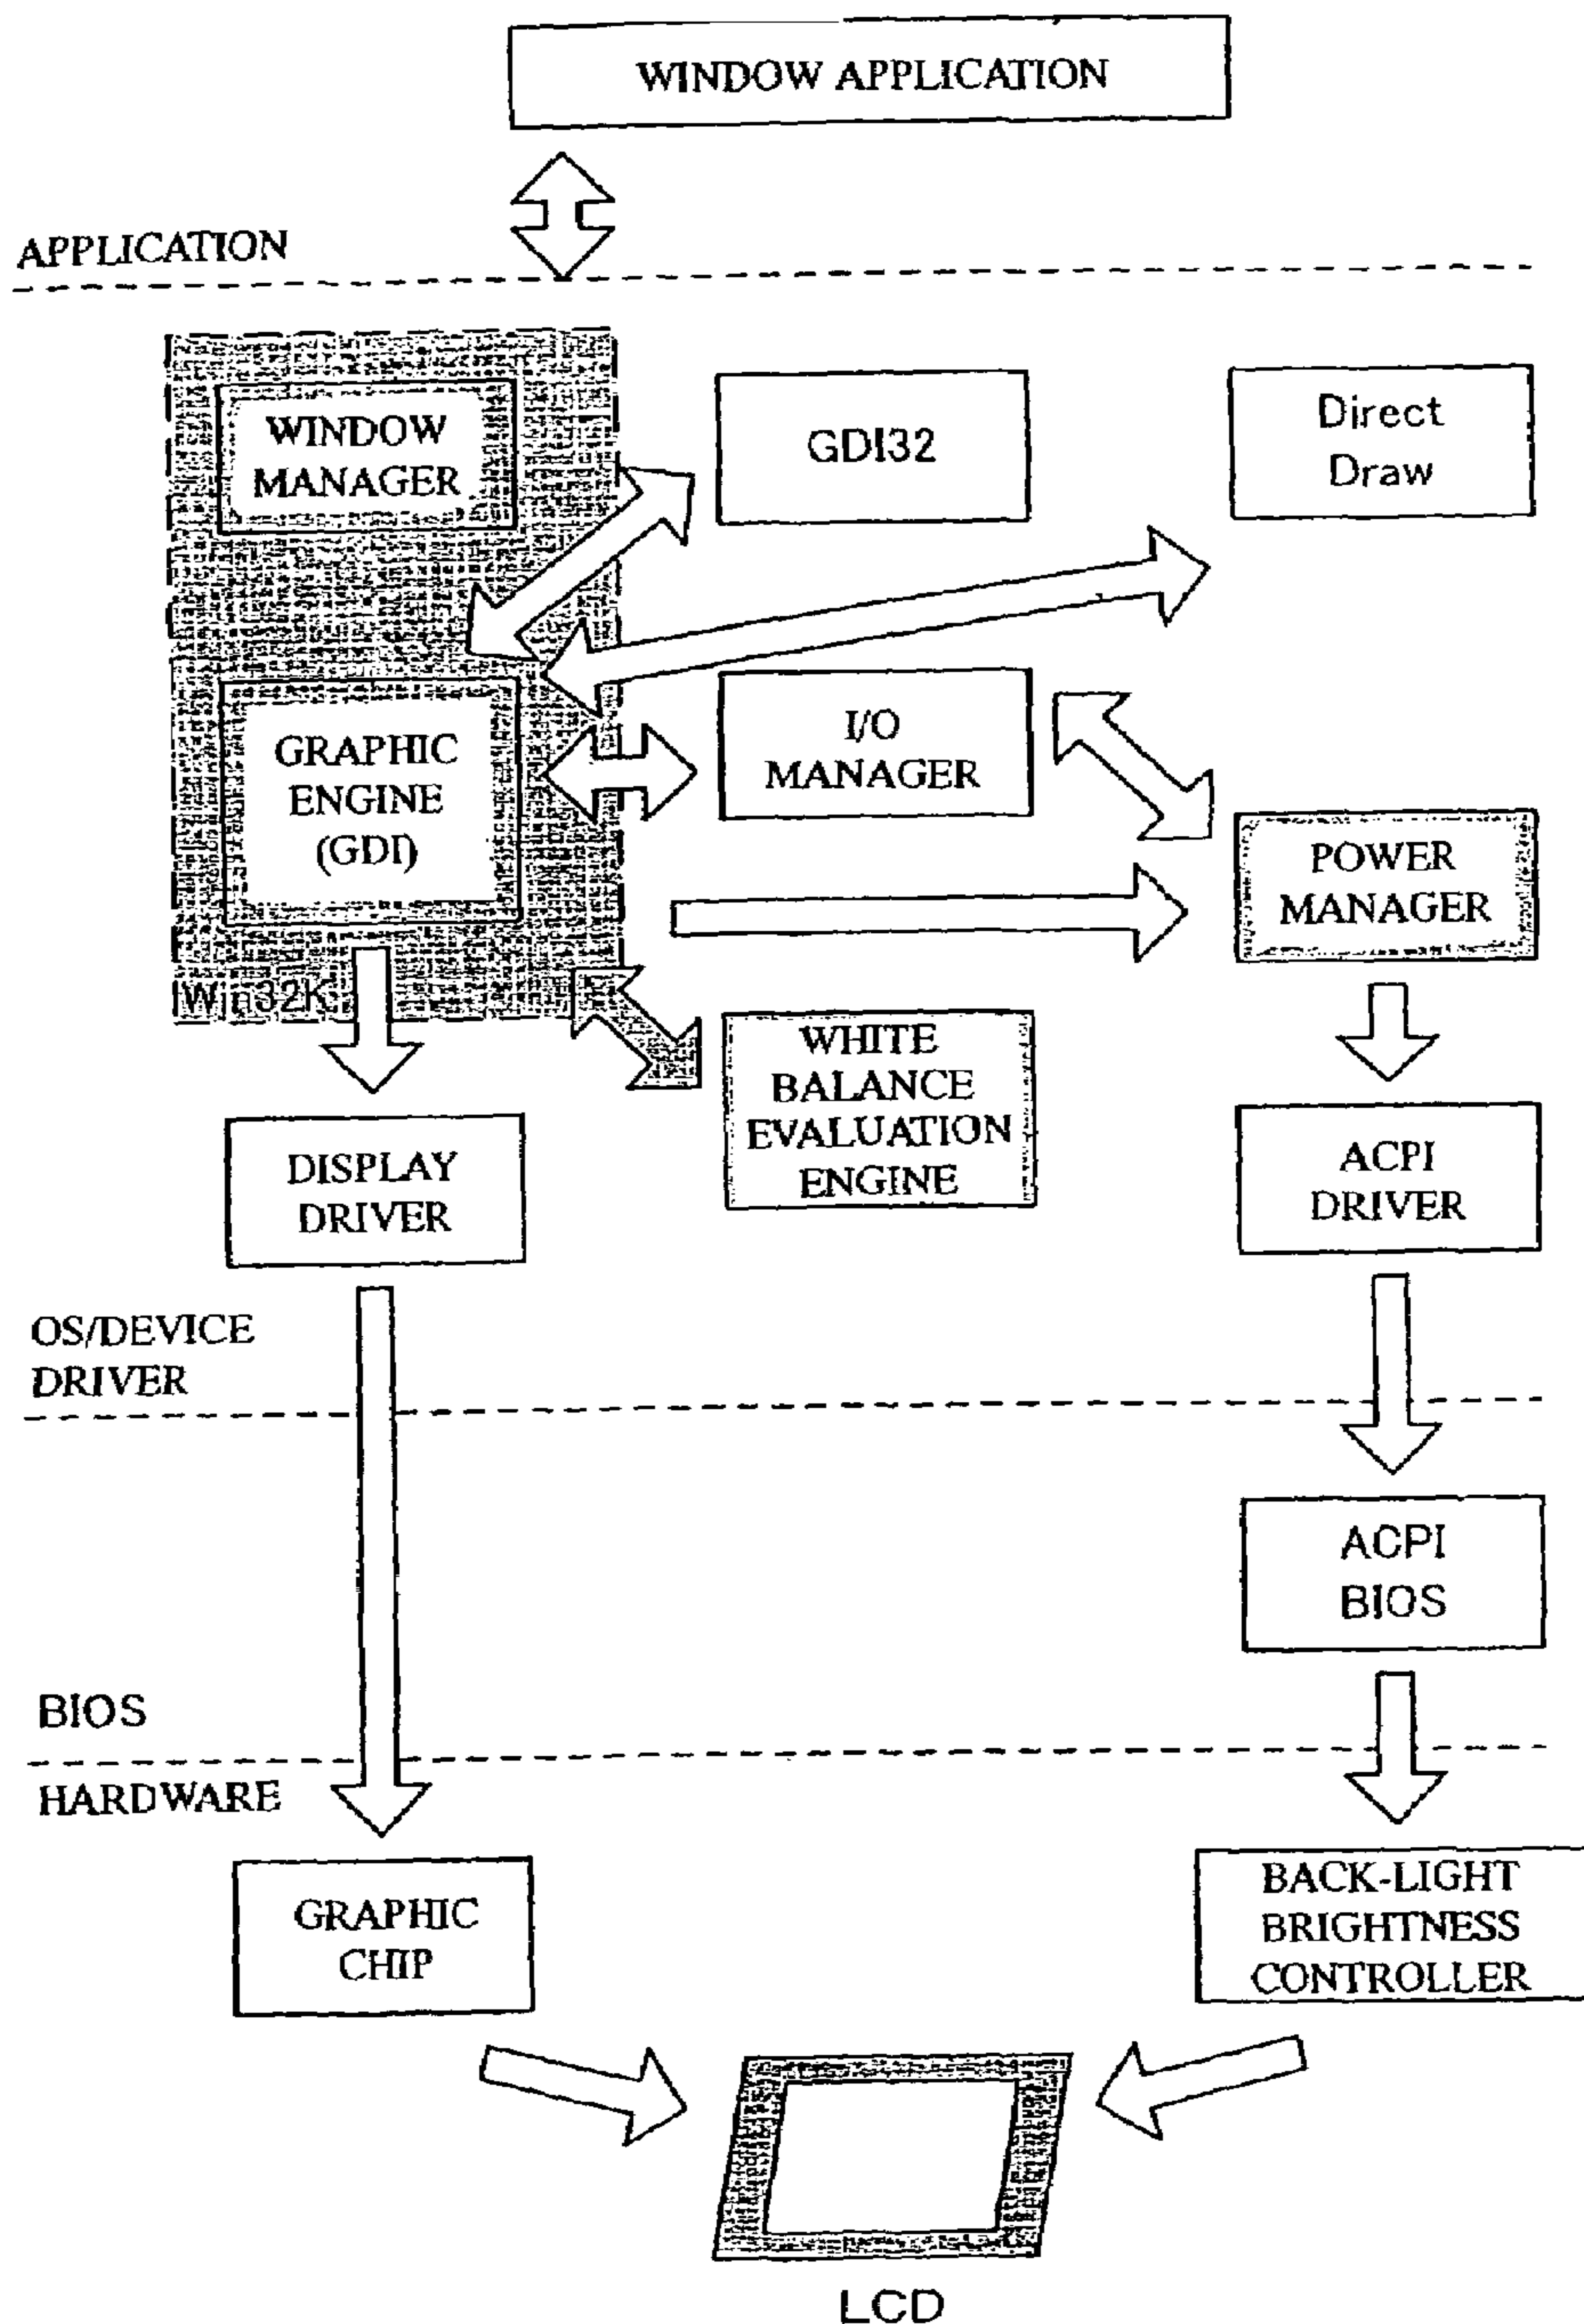 WINDOW APPLICATION
APPLICATION
WINDOW
MANAGER
GDI32
Direct
Draw
GRAPHIC
ENGINE
(GDI)
I/O
MANAGER
POWER
MANAGER
Win32K
WHITE
BALANCE
EVALUATION
ENGINE
DISPLAY
DRIVER
ACPI
DRIVER
OS/DEVICE
DRIVER
ACPI
BIOS
BIOS
HARDWARE
GRAPHIC
CHIP
BACK-LIGHT
BRIGHTNESS
CONTROLLER
LCD